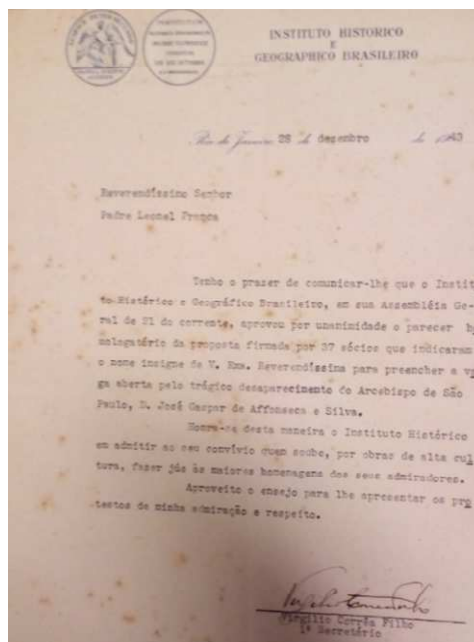 INSTITUTO HISTORICO
E
GEOGRAPHICO BRASILEIRO
Rio de Janeiro 28 de dezembro de 1943
Reverendíssimo Senhor
Padre Leonel Franca
Tenho o prazer de comunicar-lhe que o Instit
to Histórico e Geográfico Brasileiro, em sua Assembléia Ge-
ral de 21 do corrente, aprovou por unanimidade o parecer h
mologatório da proposta firmada por 37 sócios que indicaram
o nome insigne de V. Exa. Reverendíssima para preencher a v
ga aberta pelo trágico desaparecimento do Arcebispo de São
Paulo, D. José Gaspar de Affonseca e Silva.
Honra-se desta maneira o Instituto Histórico
em admitir ao seu convívio quem soube, por obras de alta cul
tura, fazer jús às maiores homenagens dos seus admiradores.
Aproveito o ensejo para lhe apresentar os pro
testos de minha admiração e respeito.
Virgilio Corrêa Filho
1º Secretário